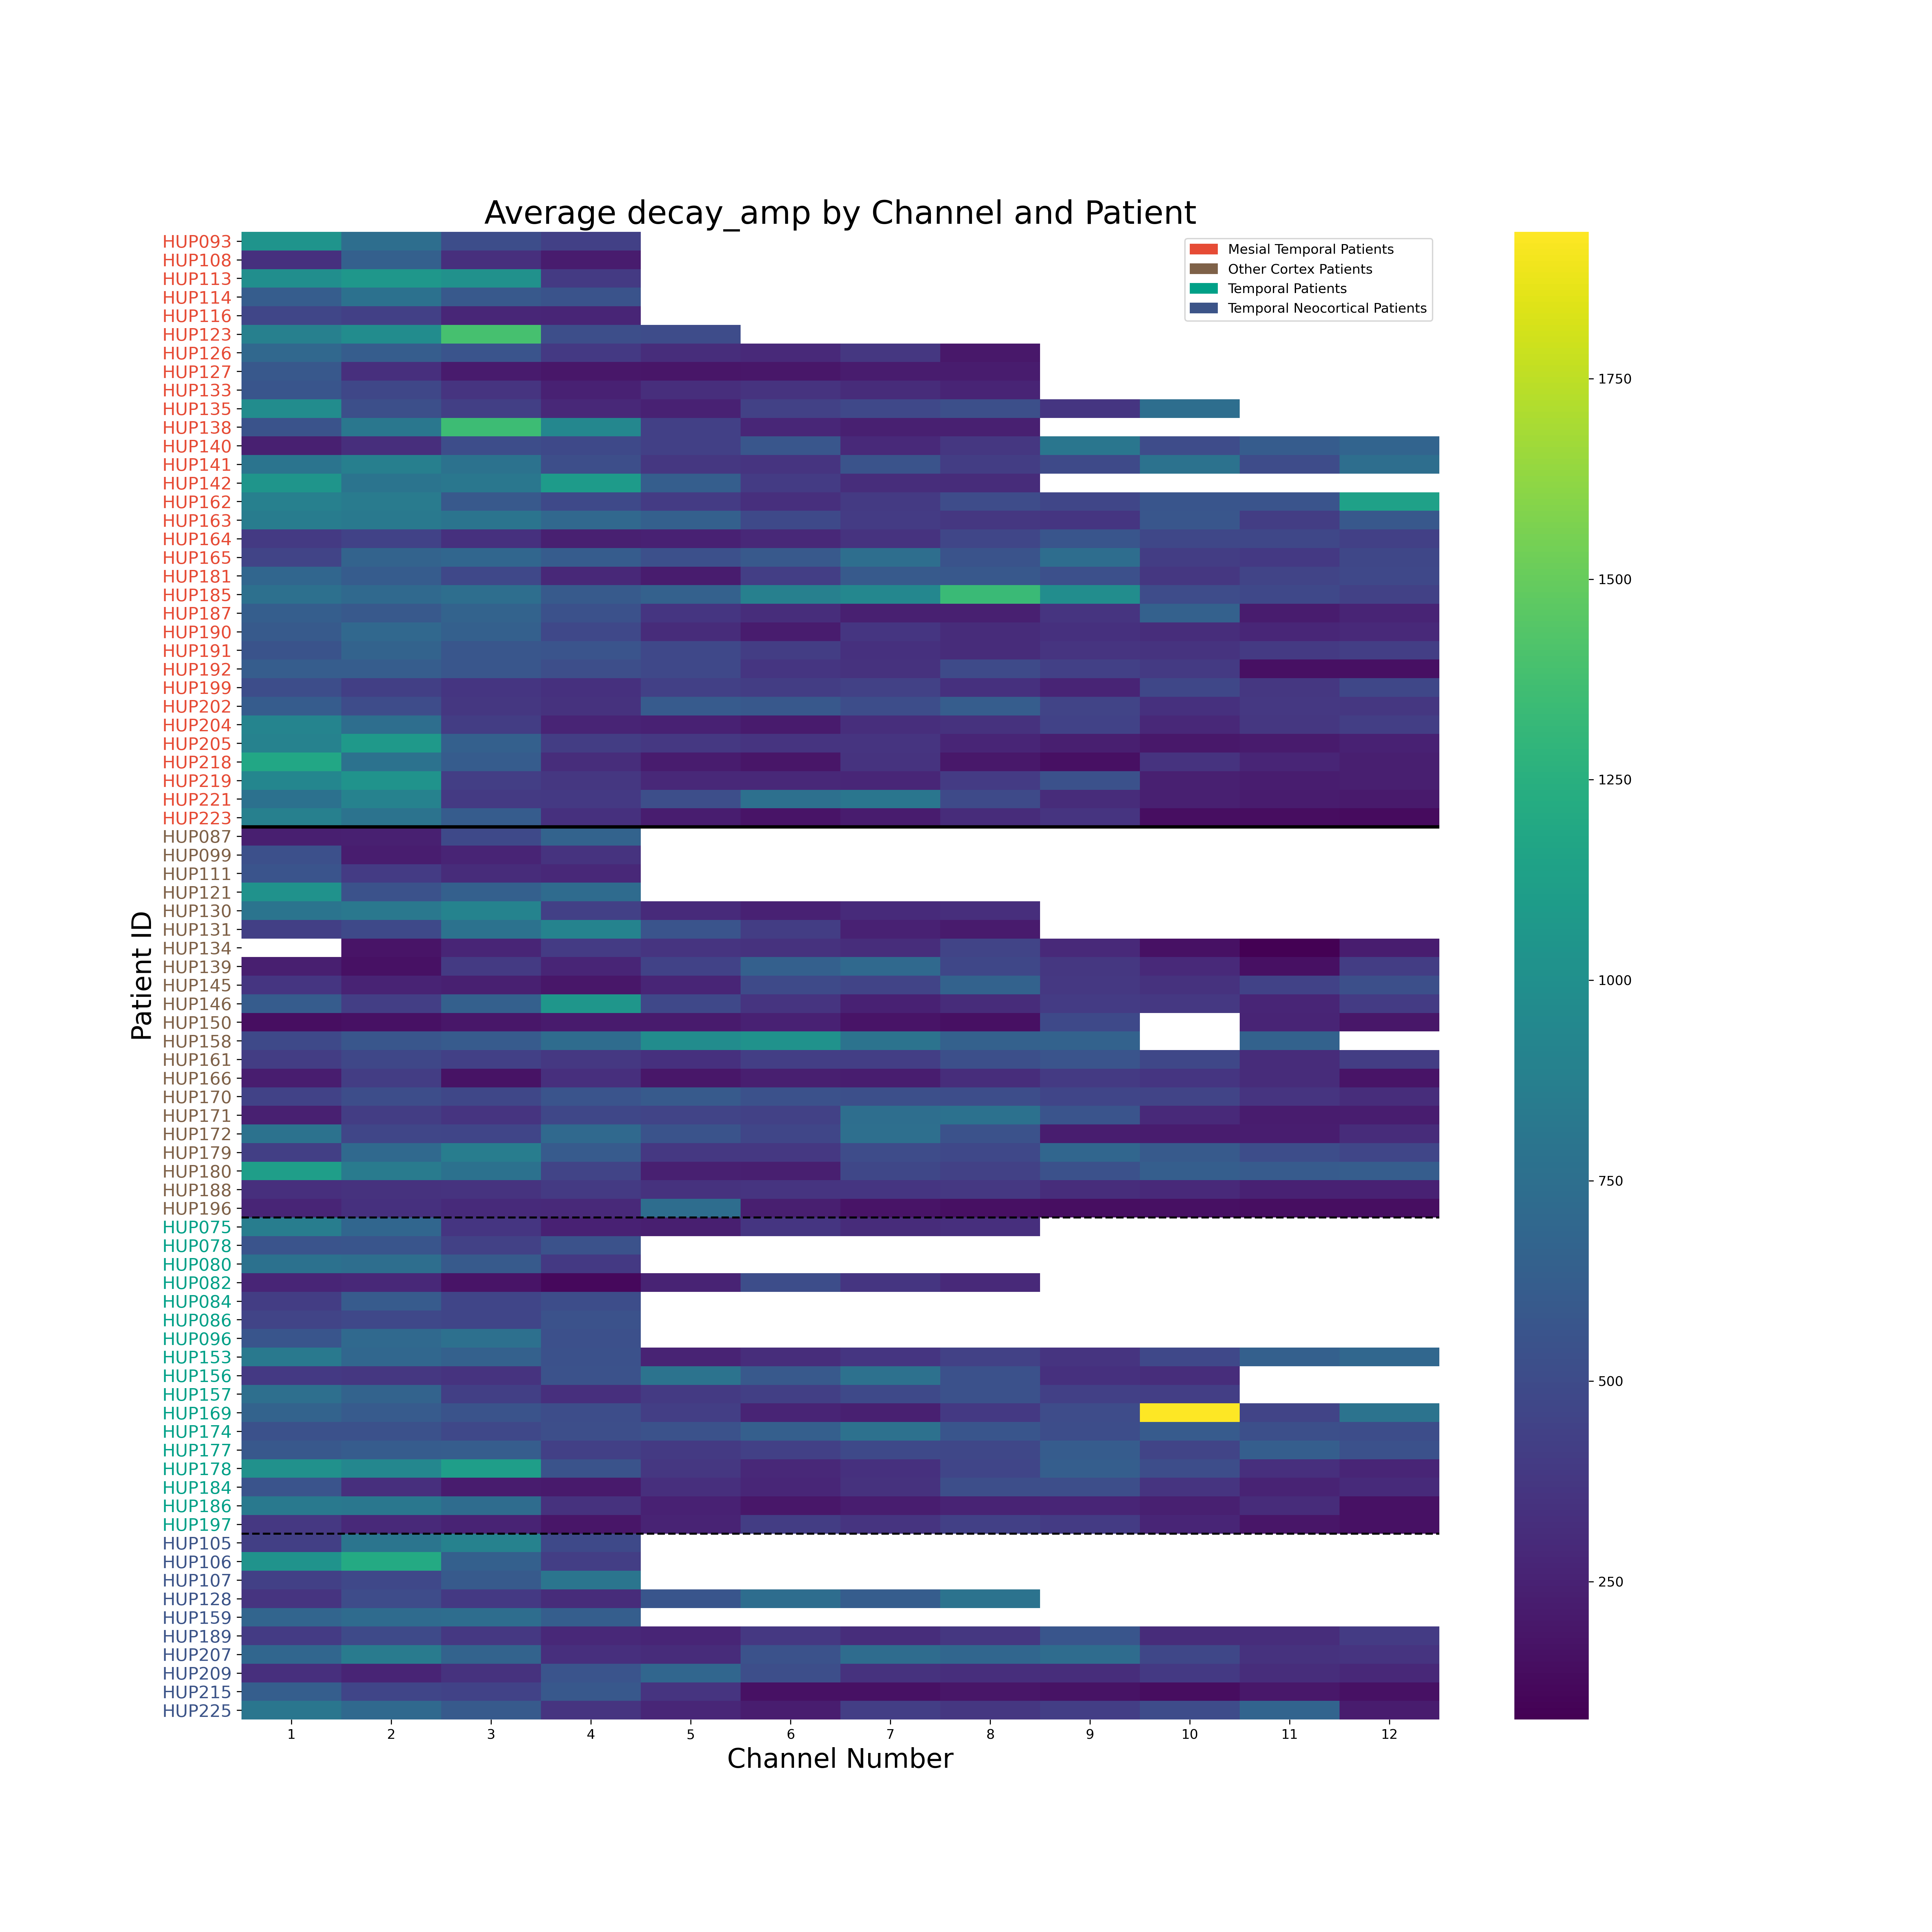 Average decay_amp by Channel and Patient
Mesial Temporal Patients
Other Cortex Patients
Temporal Patients
Temporal Neocortical Patients
Patient ID
HUP093
HUP108
HUP113
HUP114
HUP116
HUP123
HUP126
HUP127
HUP133
HUP135
HUP138
HUP140
HUP141
HUP142
HUP162
HUP163
HUP164
HUP165
HUP181
HUP185
HUP187
HUP190
HUP191
HUP192
HUP199
HUP202
HUP204
HUP205
HUP218
HUP219
HUP221
HUP223
HUP087
HUP099
HUP111
HUP121
HUP130
HUP131
HUP134
HUP139
HUP145
HUP146
HUP150
HUP158
HUP161
HUP166
HUP170
HUP171
HUP172
HUP179
HUP180
HUP188
HUP196
HUP075
HUP078
HUP080
HUP082
HUP084
HUP086
HUP096
HUP153
HUP156
HUP157
HUP169
HUP174
HUP177
HUP178
HUP184
HUP186
HUP197
HUP105
HUP106
HUP107
HUP128
HUP159
HUP189
HUP207
HUP209
HUP215
HUP225
1 2 3 4 5 6 7 8 9 10 11 12
Channel Number
1750
1500
1250
1000
750
500
250